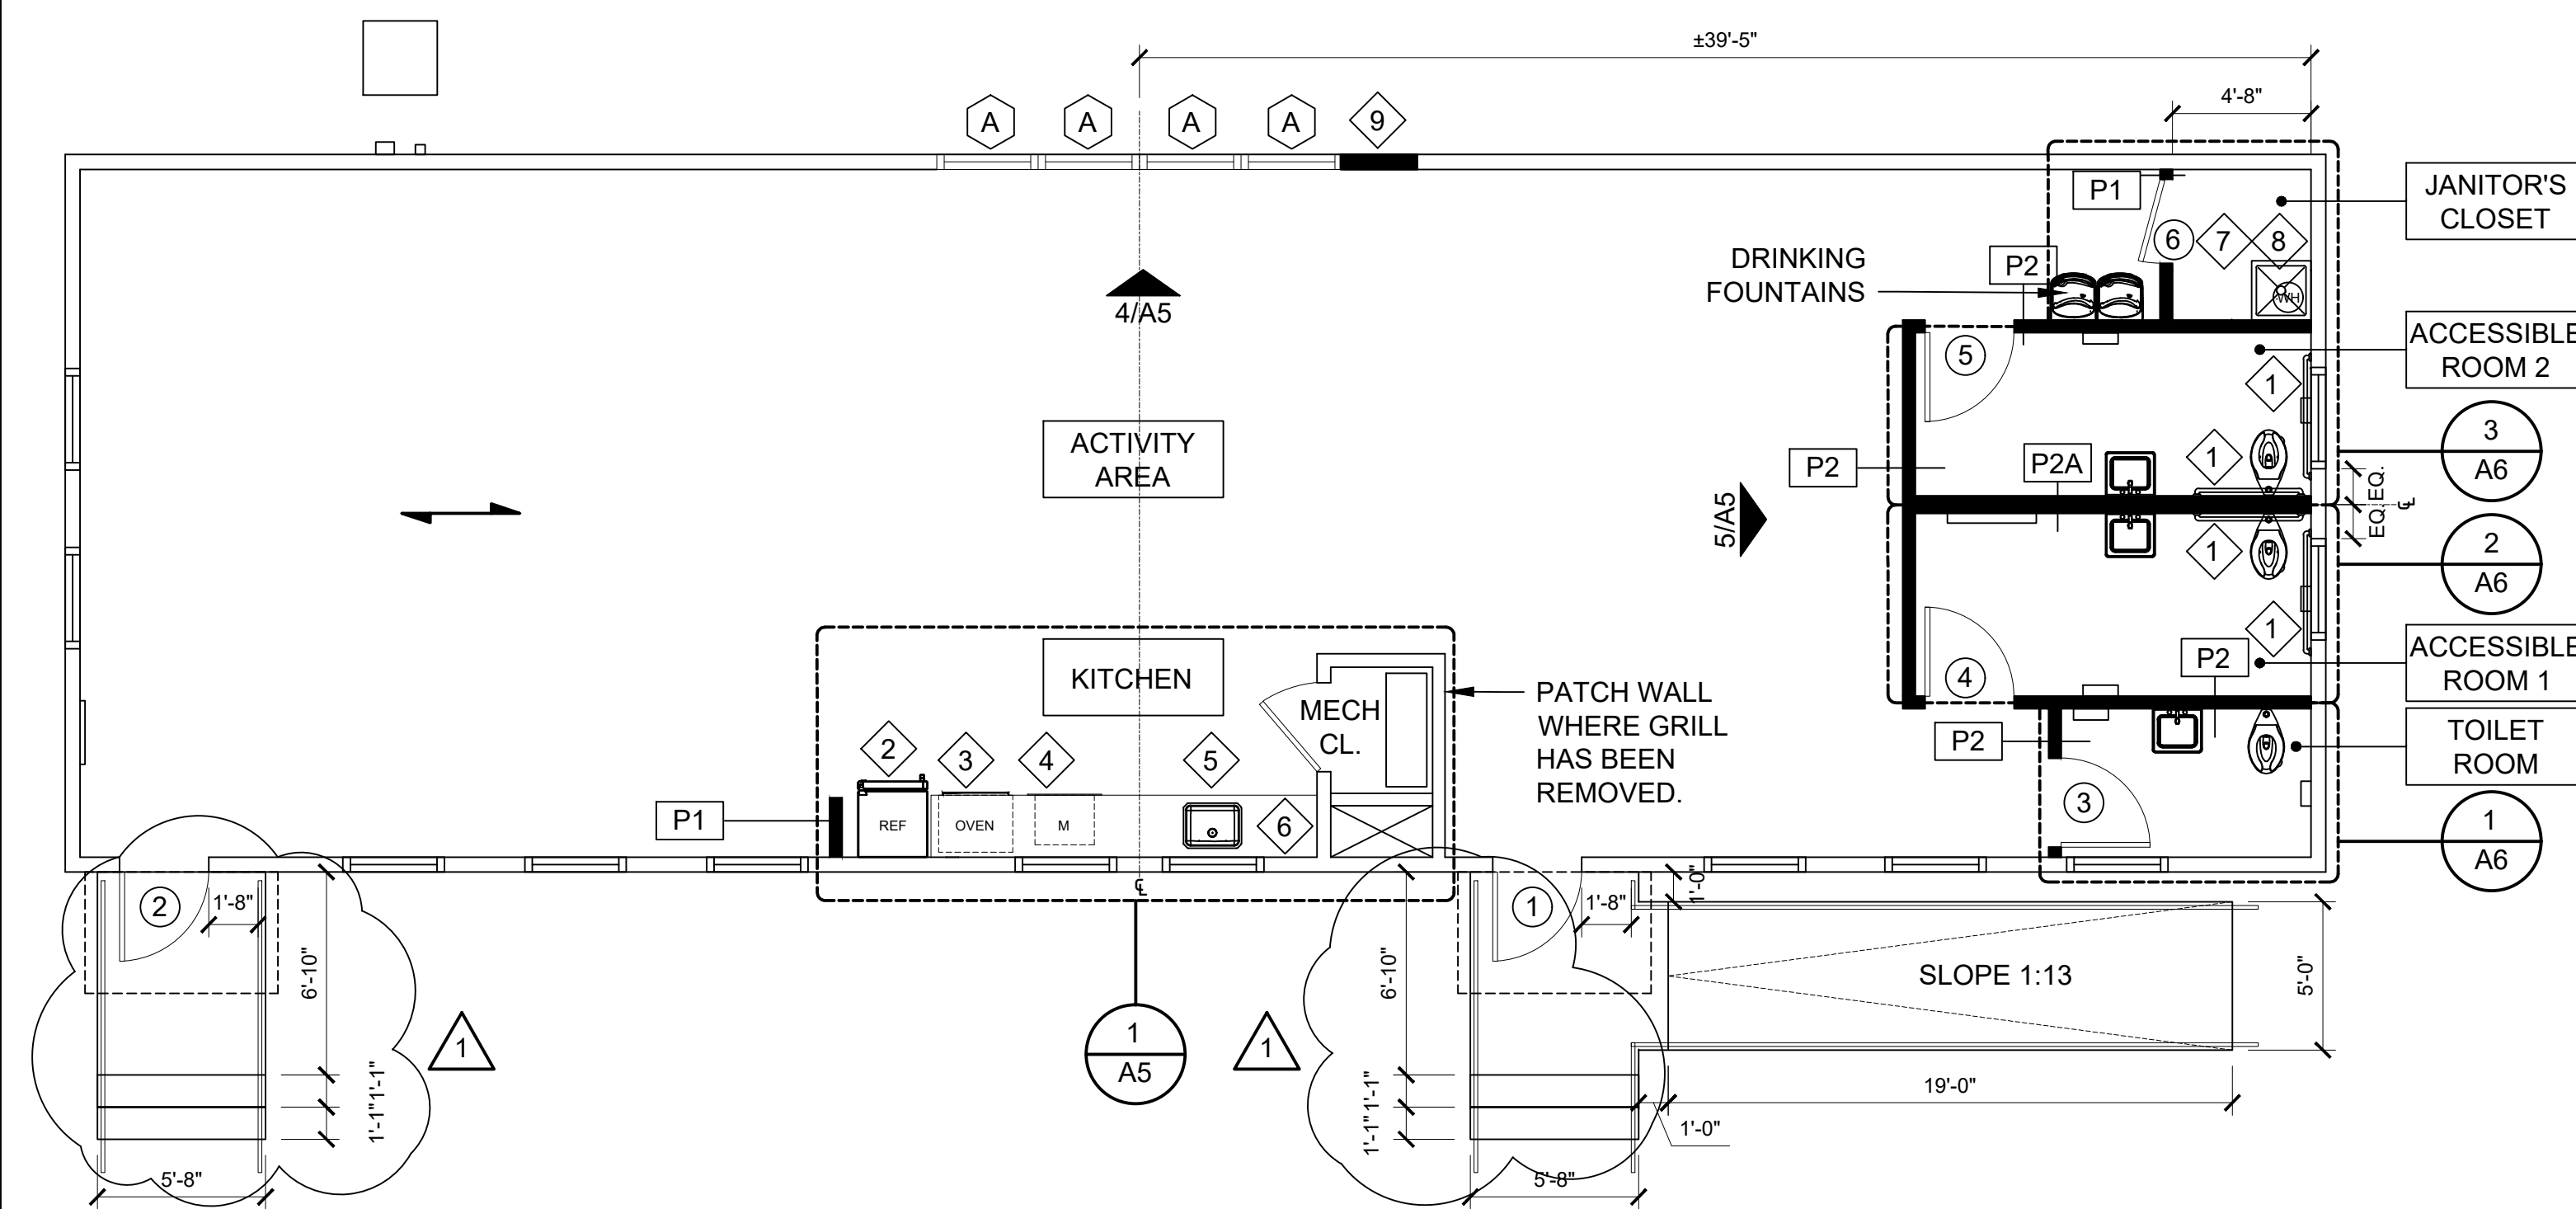 ±39'-5"
4'-8"
A
A
A
A
9
P1
JANITOR'S
CLOSET
6
7
8
P2
DRINKING
FOUNTAINS
WH
4/A5
5
ACCESSIBLE
ROOM 2
1
3
A6
ACTIVITY
AREA
P2
P2A
1
EQ.
EQ.
℄
5/A5
1
2
A6
1
ACCESSIBLE
ROOM 1
P2
4
KITCHEN
MECH
CL.
PATCH WALL
WHERE GRILL
HAS BEEN
REMOVED.
TOILET
ROOM
P2
2
3
4
5
3
P1
REF
OVEN
M
6
1
A6
℄
2
1'-8"
1
1'-8"
1'-0"
6'-10"
6'-10"
SLOPE 1:13
5'-0"
1
1
A5
1
1'-1"
1'-1"
1'-1"
1'-1"
19'-0"
1'-0"
5'-8"
5'-8"